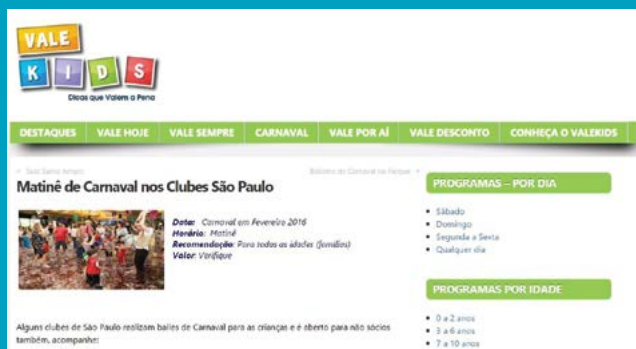 VALE
KIDS
Dicas que Valem a Pena
DESTAQUES VALE HOJE VALE SEMPRE CARNAVAL VALE POR AÍ VALE DESCONTO CONHEÇA O VALEKIDS
Matinê de Carnaval nos Clubes São Paulo
Data: Carnaval em Fevereiro 2016
Horário: Matinê
Recomendação: Para todas as idades (famílias)
Valor: Verifique
Alguns clubes de São Paulo realizam bailes de Carnaval para as crianças e é aberto para não sócios
também, acompanhe:
PROGRAMAS – POR DIA
Sábado
Domingo
Segunda a Sexta
Qualquer dia
PROGRAMAS POR IDADE
0 a 2 anos
3 a 6 anos
7 a 10 anos